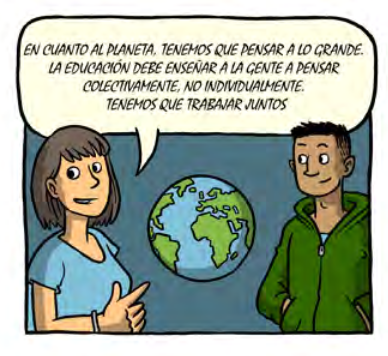 EN CUANTO AL PLANETA, TENEMOS QUE PENSAR A LO GRANDE.
LA EDUCACIÓN DEBE ENSEÑAR A LA GENTE A PENSAR
COLECTIVAMENTE, NO INDIVIDUALMENTE.
TENEMOS QUE TRABAJAR JUNTOS